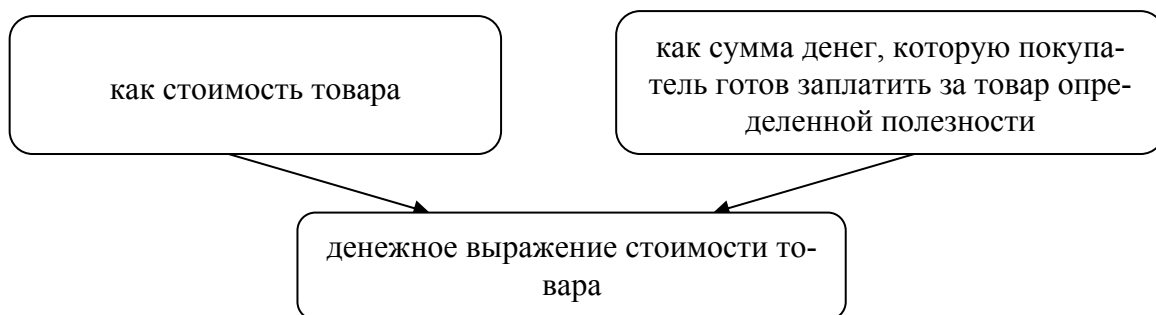 как стоимость товара
как сумма денег, которую покупа-
тель готов заплатить за товар опре-
деленной полезности
денежное выражение стоимости то-
вара